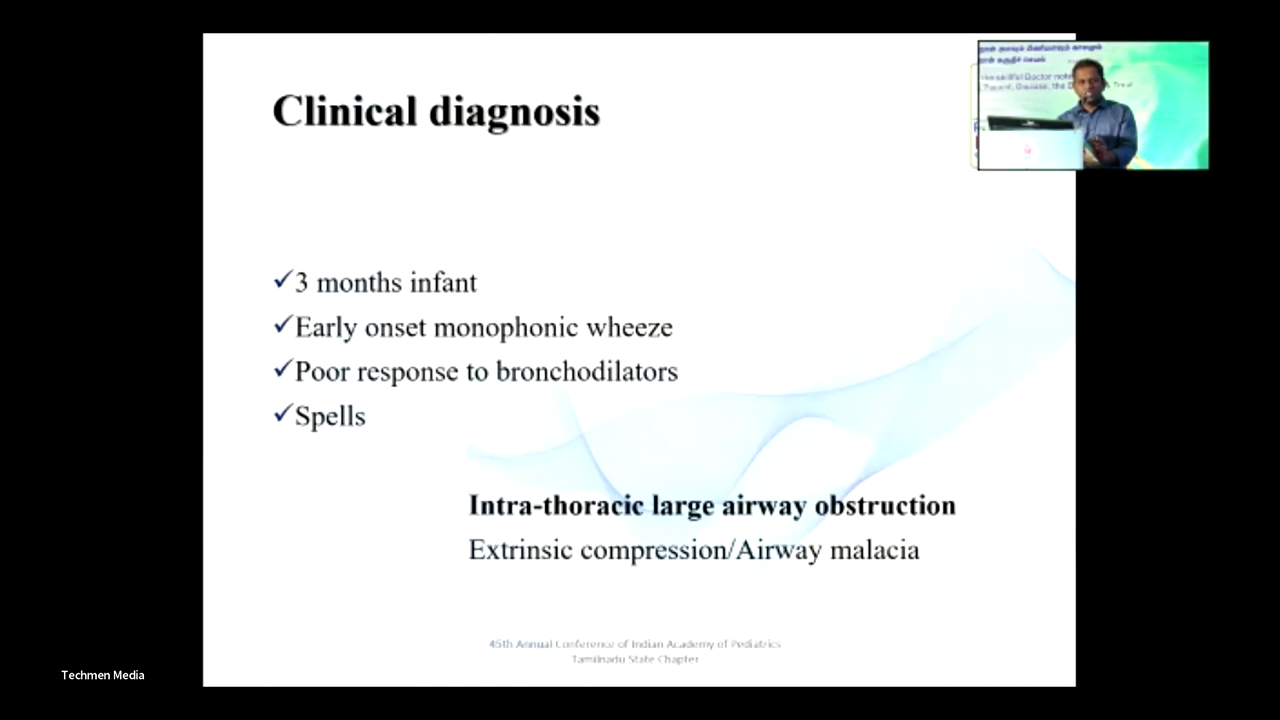 Clinical diagnosis
✓3 months infant
✓Early onset monophonic wheeze
✓Poor response to bronchodilators
✓Spells
Intra-thoracic large airway obstruction
Extrinsic compression/Airway malacia
45th Annual Conference of Indian Academy of Pediatrics
Tamilnadu State Chapter
Techmen Media